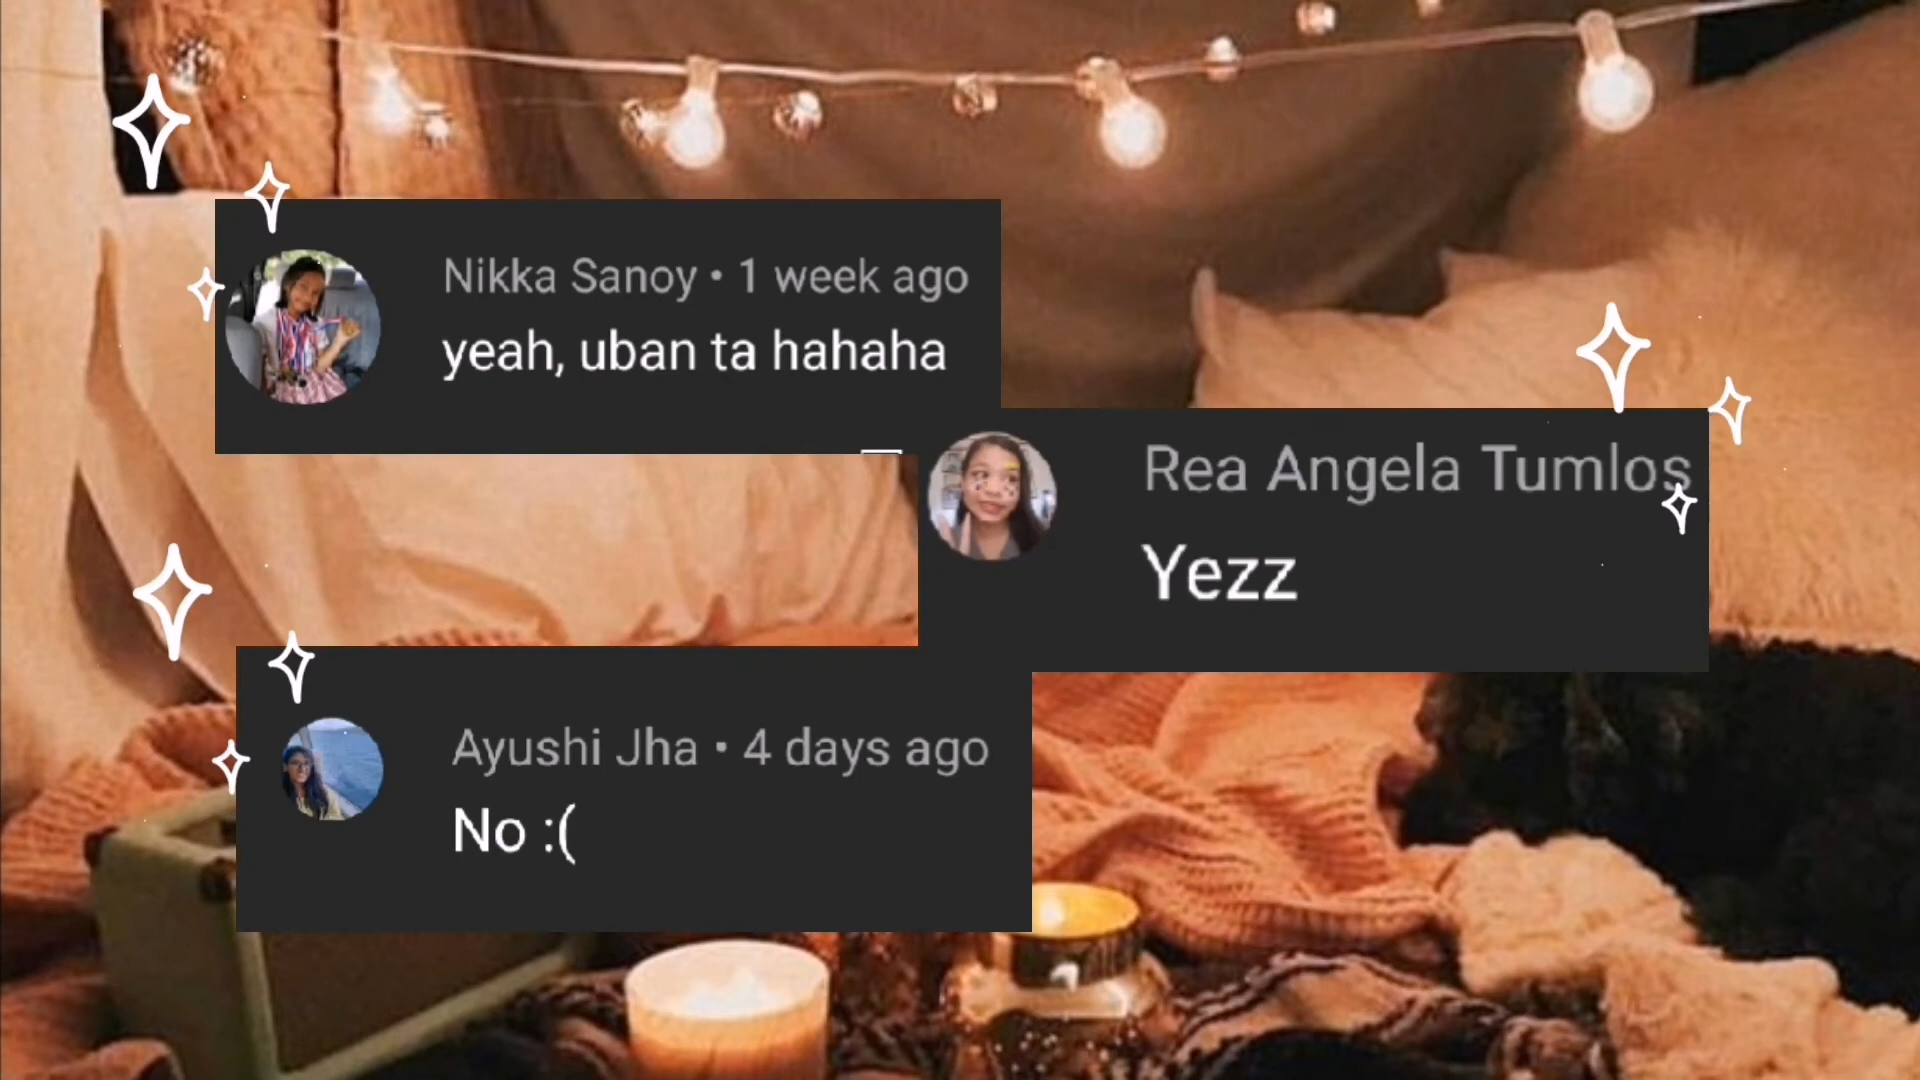 Nikka Sanoy • 1 week ago
yeah, uban ta hahaha
Rea Angela Tumlos
Yezz
Ayushi Jha • 4 days ago
No :(